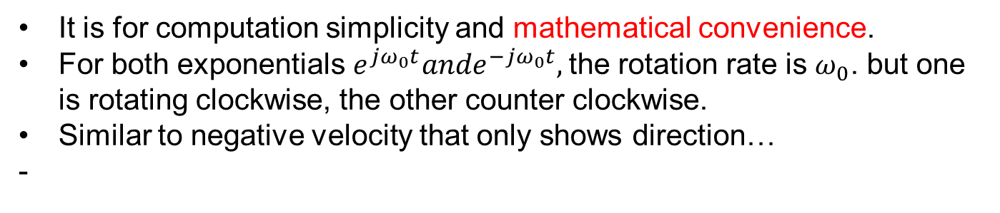 • It is for computation simplicity and mathematical convenience.
• For both exponentials $e^{j\omega_0 t} and e^{-j\omega_0 t}$, the rotation rate is $\omega_0$. but one
is rotating clockwise, the other counter clockwise.
• Similar to negative velocity that only shows direction…
-